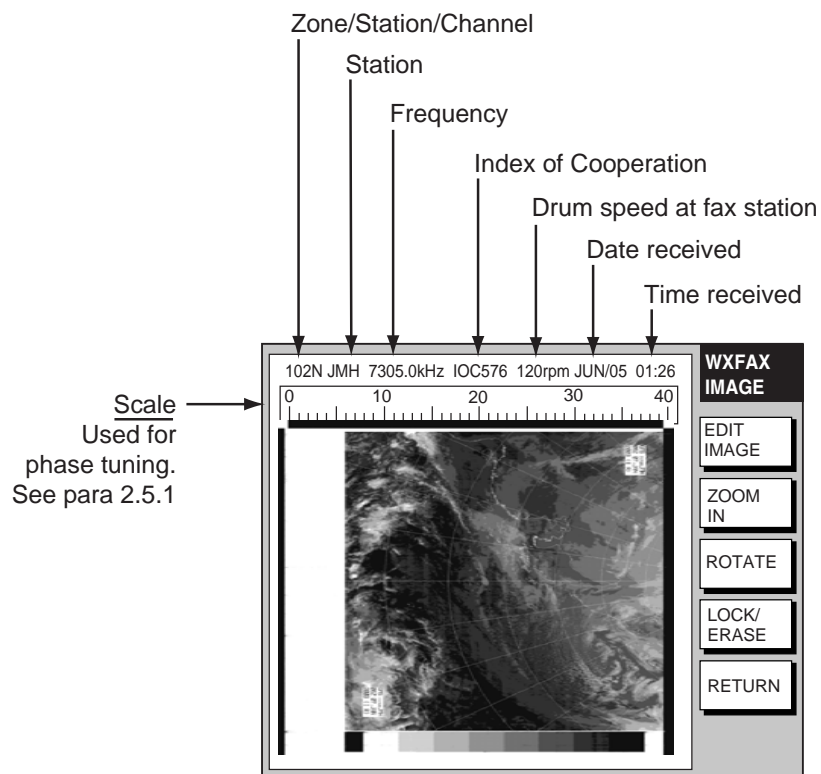 Zone/Station/Channel
Station
Frequency
Index of Cooperation
Drum speed at fax station
Date received
Time received
102N JMH 7305.0kHz IOC576 120rpm JUN/05 01:26
0 10 20 30 40
Scale
Used for
phase tuning.
See para 2.5.1
WXFAX
IMAGE
EDIT
IMAGE
ZOOM
IN
ROTATE
LOCK/
ERASE
RETURN